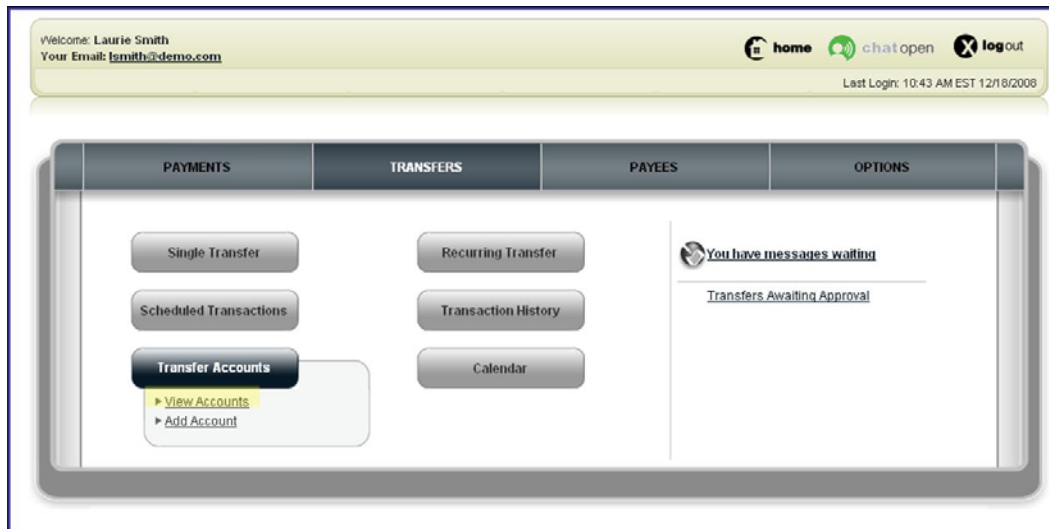 Welcome: Laurie Smith
Your Email: lsmith@demo.com
home
chatopen
logout
Last Login: 10:43 AM EST 12/18/2008
PAYMENTS
TRANSFERS
PAYEES
OPTIONS
Single Transfer
Recurring Transfer
You have messages waiting
Scheduled Transactions
Transaction History
Transfers Awaiting Approval
Transfer Accounts
Calendar
View Accounts
Add Account